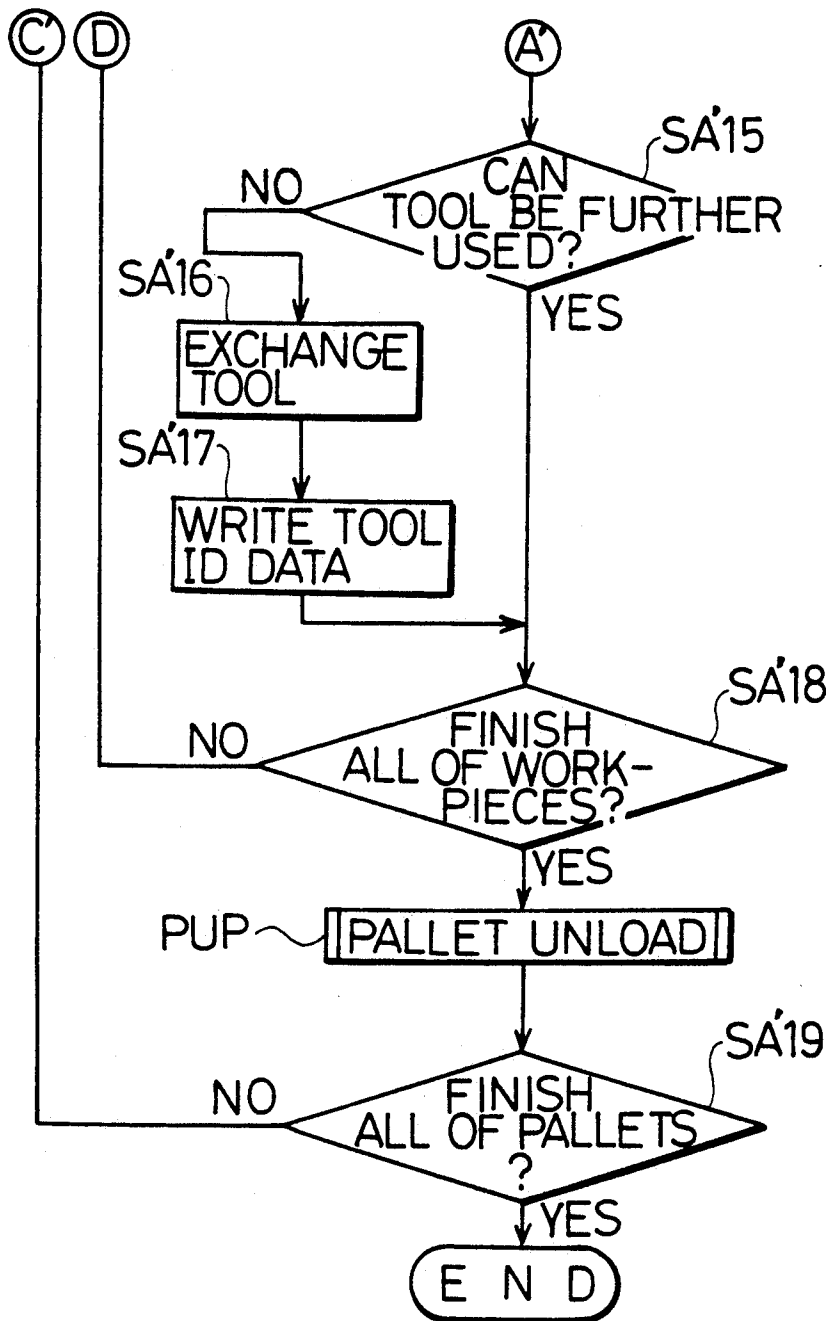 C' D A'
SA'15
NO
CAN
TOOL BE FURTHER
USED?
YES
SA'16
EXCHANGE
TOOL
SA'17
WRITE TOOL
ID DATA
SA'18
NO
FINISH
ALL OF WORK-
PIECES?
YES
PUP
PALLET UNLOAD
SA'19
NO
FINISH
ALL OF PALLETS
?
YES
END